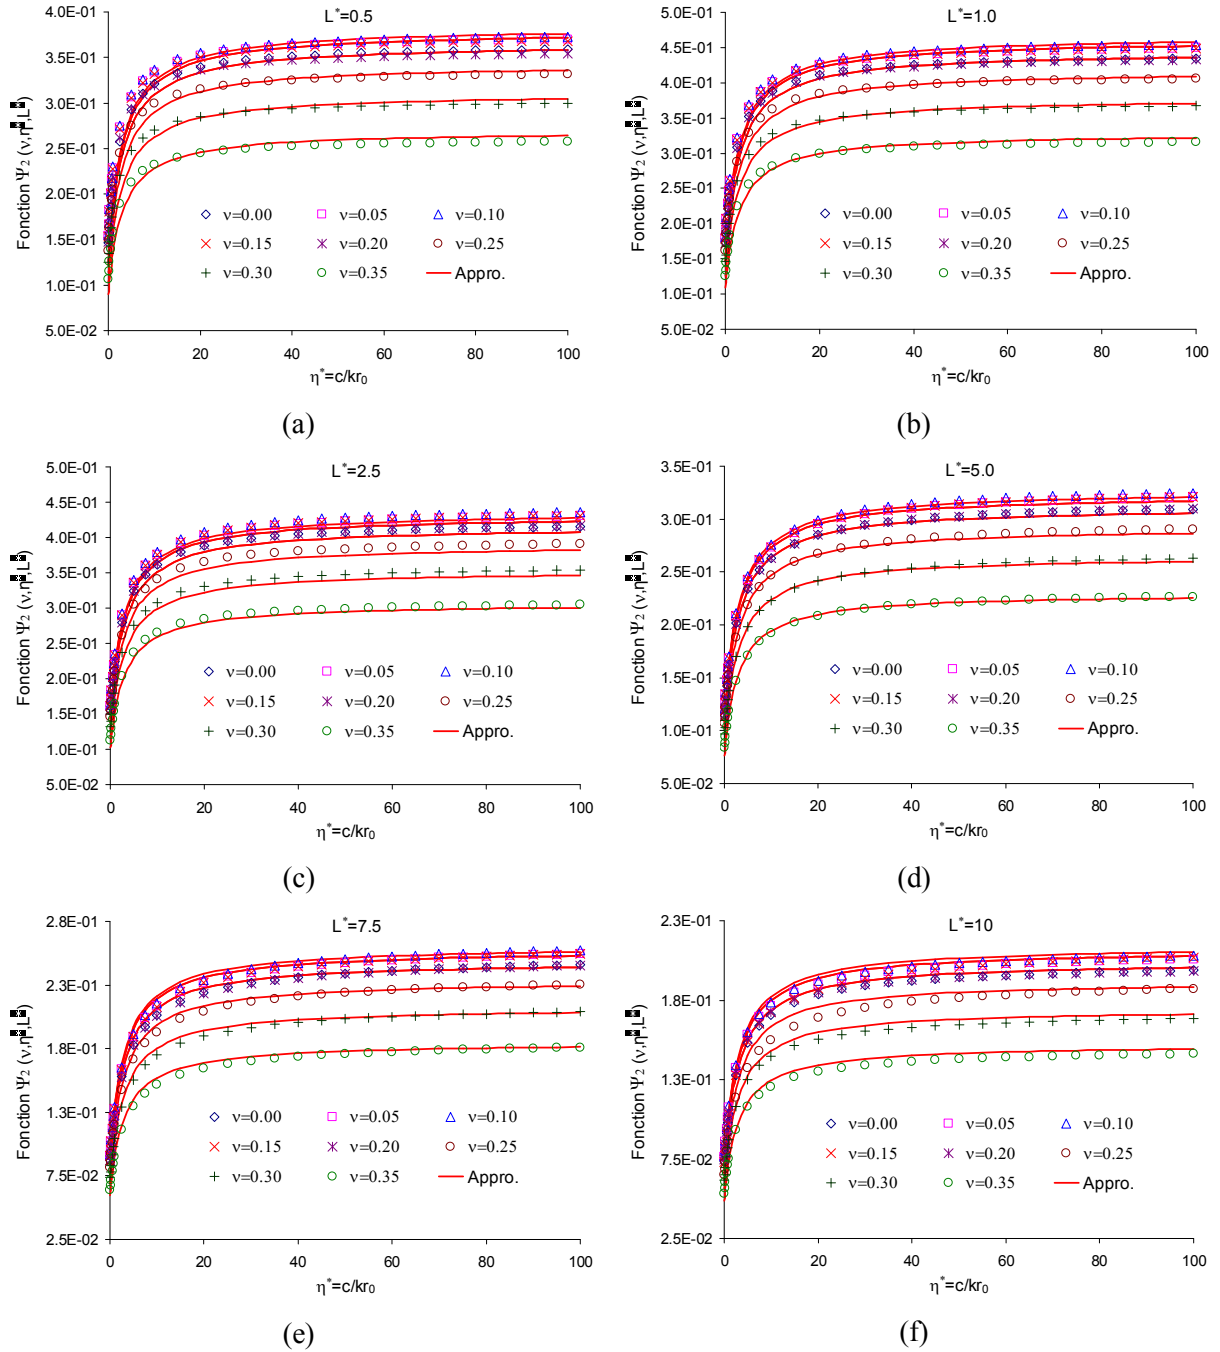 L*=0.5
Fonction Ψ2 (ν,η*,L*)
4.0E-01
3.5E-01
3.0E-01
2.5E-01
2.0E-01
1.5E-01
1.0E-01
5.0E-02
ν=0.00 ν=0.05 ν=0.10
ν=0.15 ν=0.20 ν=0.25
ν=0.30 ν=0.35 Appro.
0 20 40 60 80 100
η*=c/kr0
(a)
L*=1.0
Fonction Ψ2 (ν,η*,L*)
5.0E-01
4.5E-01
4.0E-01
3.5E-01
3.0E-01
2.5E-01
2.0E-01
1.5E-01
1.0E-01
5.0E-02
ν=0.00 ν=0.05 ν=0.10
ν=0.15 ν=0.20 ν=0.25
ν=0.30 ν=0.35 Appro.
0 20 40 60 80 100
η*=c/kr0
(b)
L*=2.5
Fonction Ψ2 (ν,η*,L*)
5.0E-01
4.5E-01
4.0E-01
3.5E-01
3.0E-01
2.5E-01
2.0E-01
1.5E-01
1.0E-01
5.0E-02
ν=0.00 ν=0.05 ν=0.10
ν=0.15 ν=0.20 ν=0.25
ν=0.30 ν=0.35 Appro.
0 20 40 60 80 100
η*=c/kr0
(c)
L*=5.0
Fonction Ψ2 (ν,η*,L*)
3.5E-01
3.0E-01
2.5E-01
2.0E-01
1.5E-01
1.0E-01
5.0E-02
ν=0.00 ν=0.05 ν=0.10
ν=0.15 ν=0.20 ν=0.25
ν=0.30 ν=0.35 Appro.
0 20 40 60 80 100
η*=c/kr0
(d)
L*=7.5
Fonction Ψ2 (ν,η*,L*)
2.8E-01
2.3E-01
1.8E-01
1.3E-01
7.5E-02
2.5E-02
ν=0.00 ν=0.05 ν=0.10
ν=0.15 ν=0.20 ν=0.25
ν=0.30 ν=0.35 Appro.
0 20 40 60 80 100
η*=c/kr0
(e)
L*=10
Fonction Ψ2 (ν,η*,L*)
2.3E-01
1.8E-01
1.3E-01
7.5E-02
2.5E-02
ν=0.00 ν=0.05 ν=0.10
ν=0.15 ν=0.20 ν=0.25
ν=0.30 ν=0.35 Appro.
0 20 40 60 80 100
η*=c/kr0
(f)